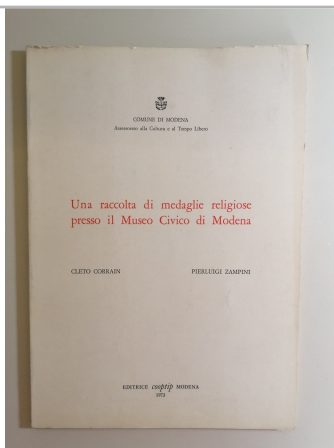 COMUNE DI MODENA
Assessorato alla Cultura e al Tempo Libero
Una raccolta di medaglie religiose
presso il Museo Civico di Modena
CLETO CORRAIN PIERLUIGI ZAMPINI
EDITRICE cooptip MODENA
1973